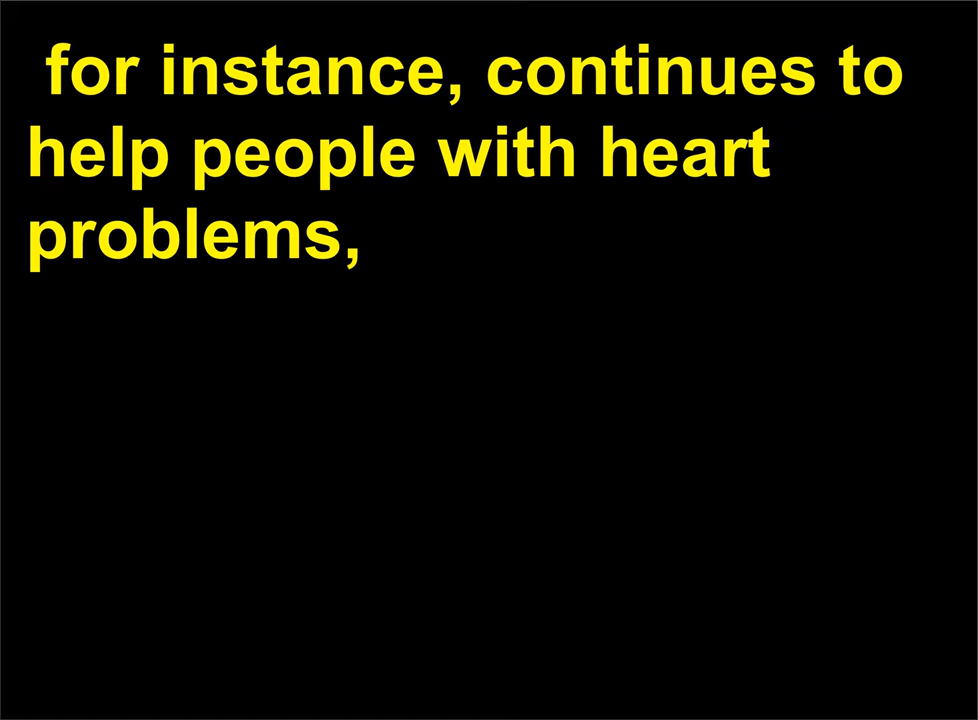 for instance, continues to
help people with heart
problems,